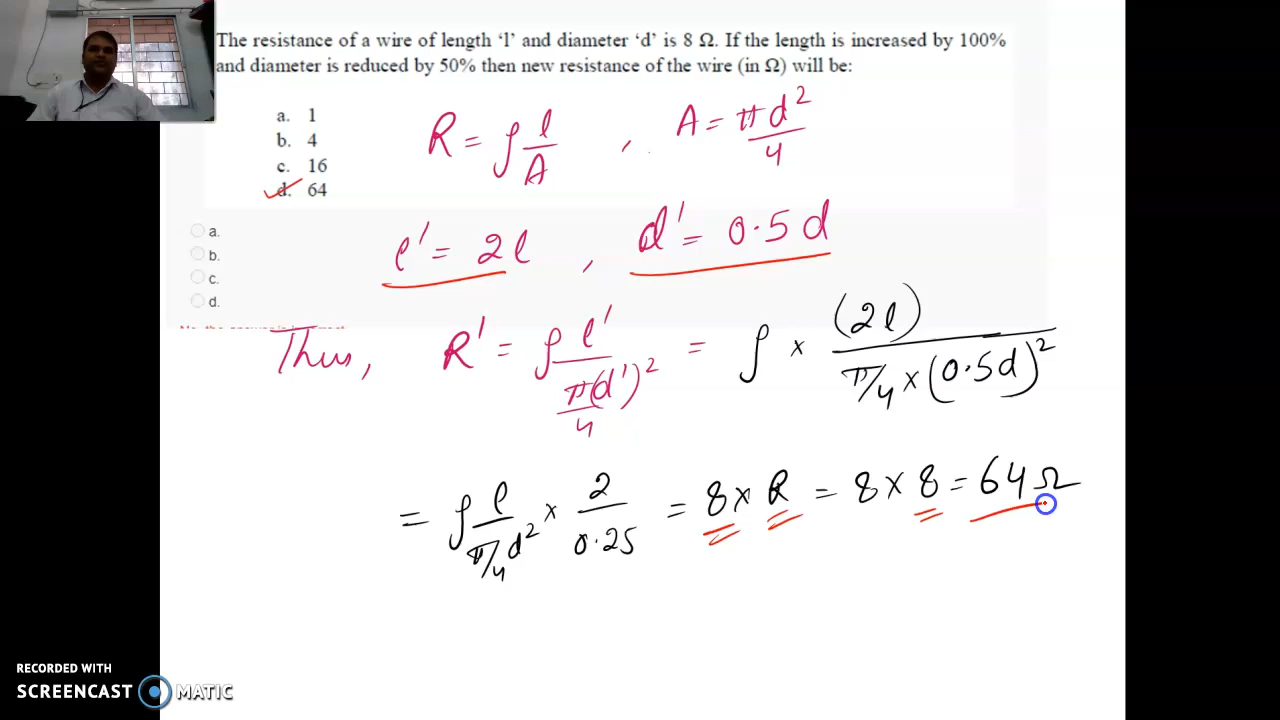 The resistance of a wire of length ‘l’ and diameter ‘d’ is 8 Ω. If the length is increased by 100%
and diameter is reduced by 50% then new resistance of the wire (in Ω) will be:
a. 1
b. 4
c. 16
d. 64
R = ρ l/A , A = πd²/4
a.
b.
c.
d.
l' = 2l , d' = 0.5d
Thus, R' = ρ l'/(π(d')²/4) = ρ × (2l)/(π/4 × (0.5d)²)
= ρ l/(π/4 d²) × 2/0.25 = 8 × R = 8 × 8 = 64 Ω
RECORDED WITH
SCREENCAST MATIC